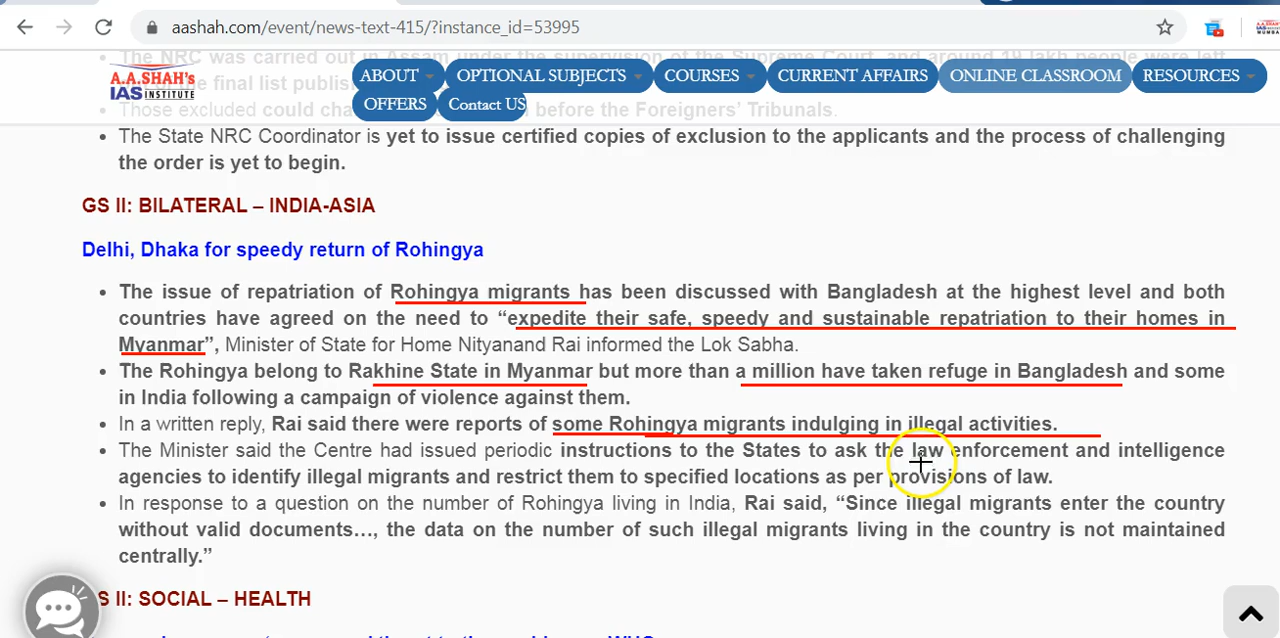 aashah.com/event/news-text-415/?instance_id=53995
The NRC was carried out in Assam under the supervision of the Supreme Court, and around 19 lakh people were left
A.A.SHAH'S
IAS INSTITUTE
ABOUT OPTIONAL SUBJECTS COURSES CURRENT AFFAIRS ONLINE CLASSROOM RESOURCES
the final list publis
OFFERS Contact US
Those excluded could cha before the Foreigners' Tribunals.
The State NRC Coordinator is yet to issue certified copies of exclusion to the applicants and the process of challenging
the order is yet to begin.
GS II: BILATERAL – INDIA-ASIA
Delhi, Dhaka for speedy return of Rohingya
The issue of repatriation of Rohingya migrants has been discussed with Bangladesh at the highest level and both
countries have agreed on the need to “expedite their safe, speedy and sustainable repatriation to their homes in
Myanmar”, Minister of State for Home Nityanand Rai informed the Lok Sabha.
The Rohingya belong to Rakhine State in Myanmar but more than a million have taken refuge in Bangladesh and some
in India following a campaign of violence against them.
In a written reply, Rai said there were reports of some Rohingya migrants indulging in illegal activities.
The Minister said the Centre had issued periodic instructions to the States to ask the law enforcement and intelligence
agencies to identify illegal migrants and restrict them to specified locations as per provisions of law.
In response to a question on the number of Rohingya living in India, Rai said, “Since illegal migrants enter the country
without valid documents…, the data on the number of such illegal migrants living in the country is not maintained
centrally.”
S II: SOCIAL – HEALTH